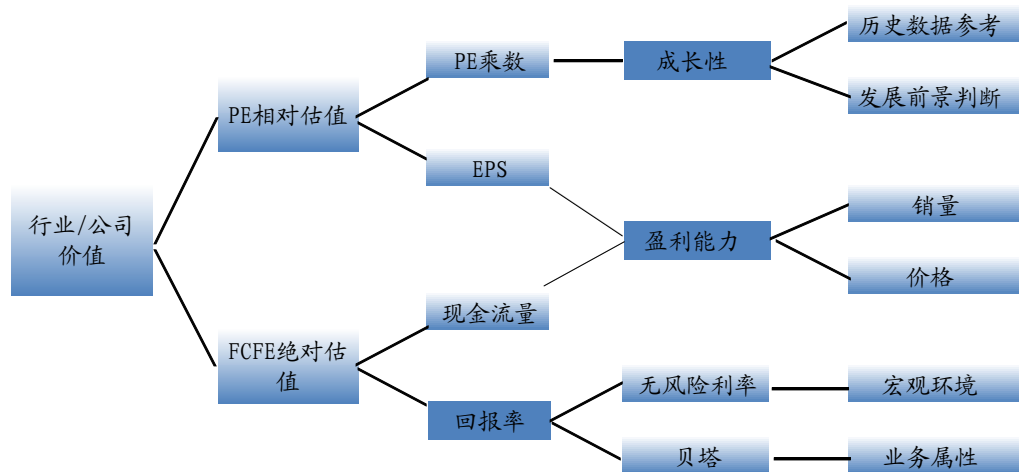 历史数据参考
PE乘数
成长性
发展前景判断
PE相对估值
EPS
销量
行业/公司
价值
盈利能力
价格
现金流量
FCFE绝对估
值
无风险利率
宏观环境
回报率
贝塔
业务属性